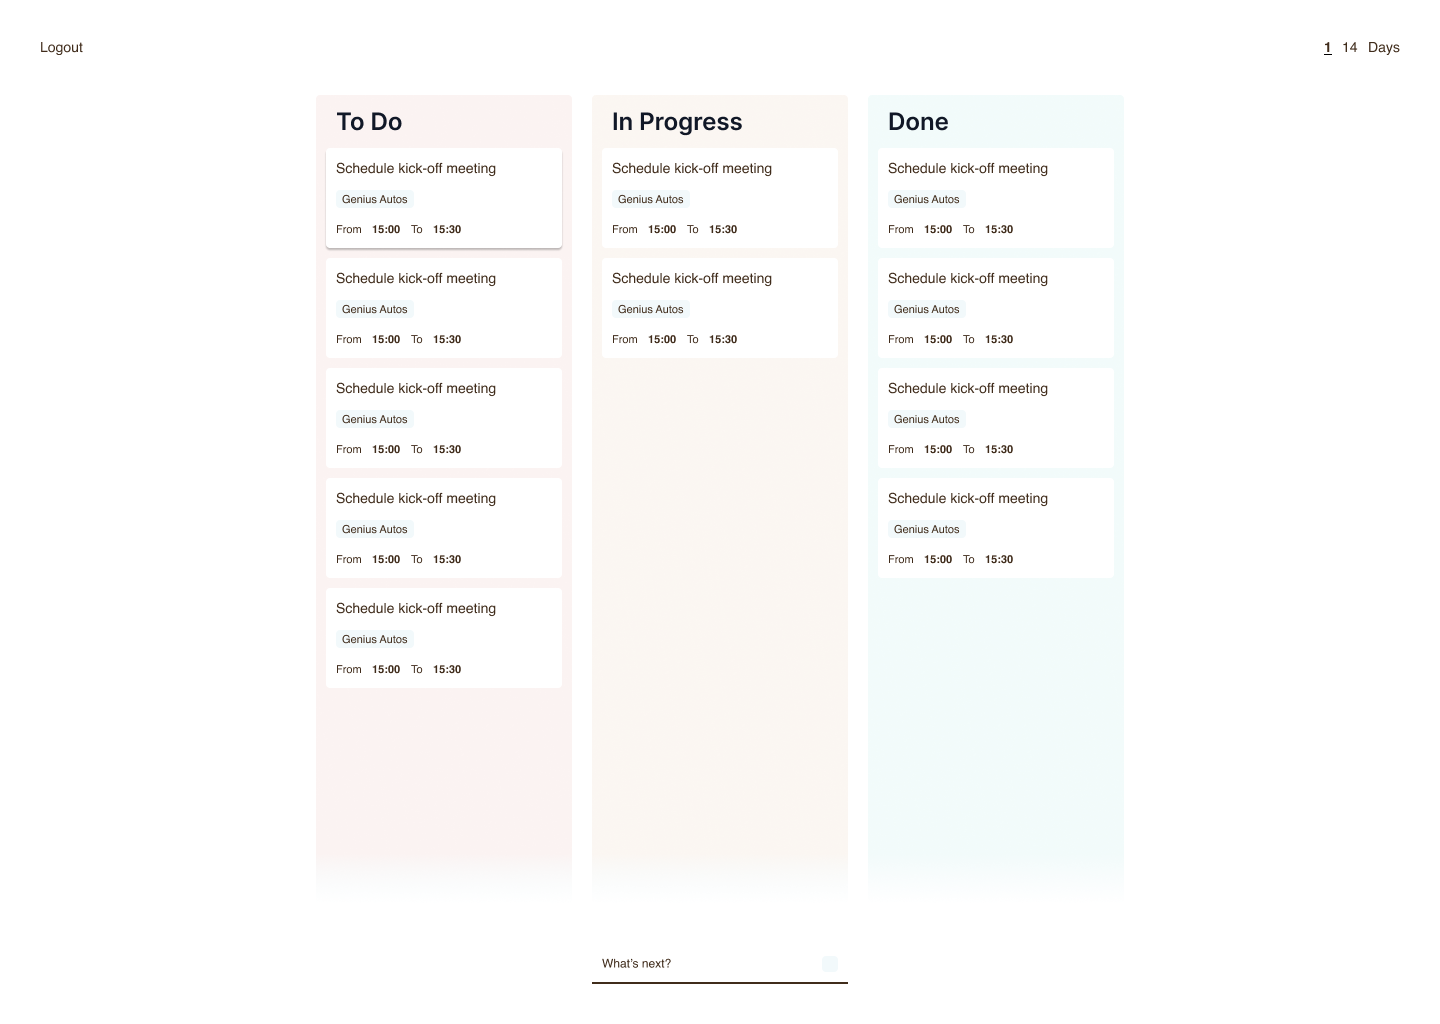 Logout
1 14 Days
To Do
Schedule kick-off meeting
Genius Autos
From 15:00 To 15:30
Schedule kick-off meeting
Genius Autos
From 15:00 To 15:30
Schedule kick-off meeting
Genius Autos
From 15:00 To 15:30
Schedule kick-off meeting
Genius Autos
From 15:00 To 15:30
Schedule kick-off meeting
Genius Autos
From 15:00 To 15:30
In Progress
Schedule kick-off meeting
Genius Autos
From 15:00 To 15:30
Schedule kick-off meeting
Genius Autos
From 15:00 To 15:30
Done
Schedule kick-off meeting
Genius Autos
From 15:00 To 15:30
Schedule kick-off meeting
Genius Autos
From 15:00 To 15:30
Schedule kick-off meeting
Genius Autos
From 15:00 To 15:30
Schedule kick-off meeting
Genius Autos
From 15:00 To 15:30
What’s next?